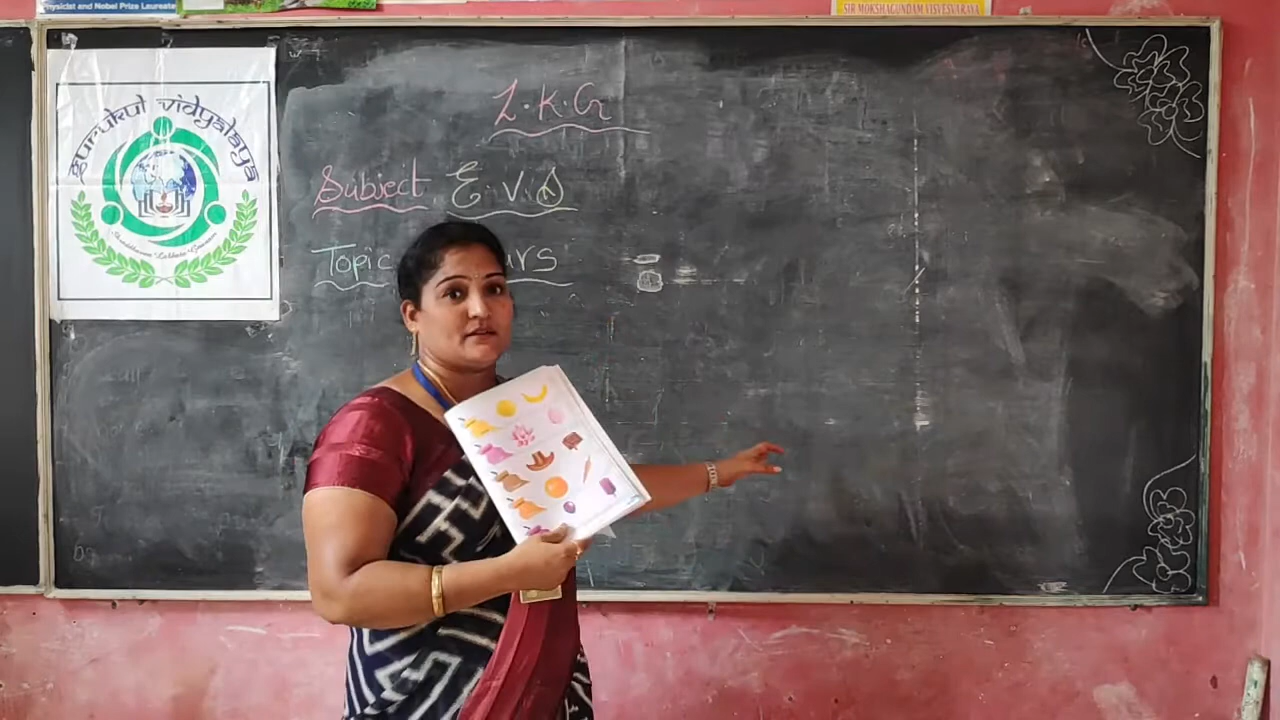 Physicist and Nobel Prize Laureate
SIR MOKSHAGUNDAM VISVESVARAYA
gurukul vidyalaya
L.K.G
Subject E.V.S
Topic